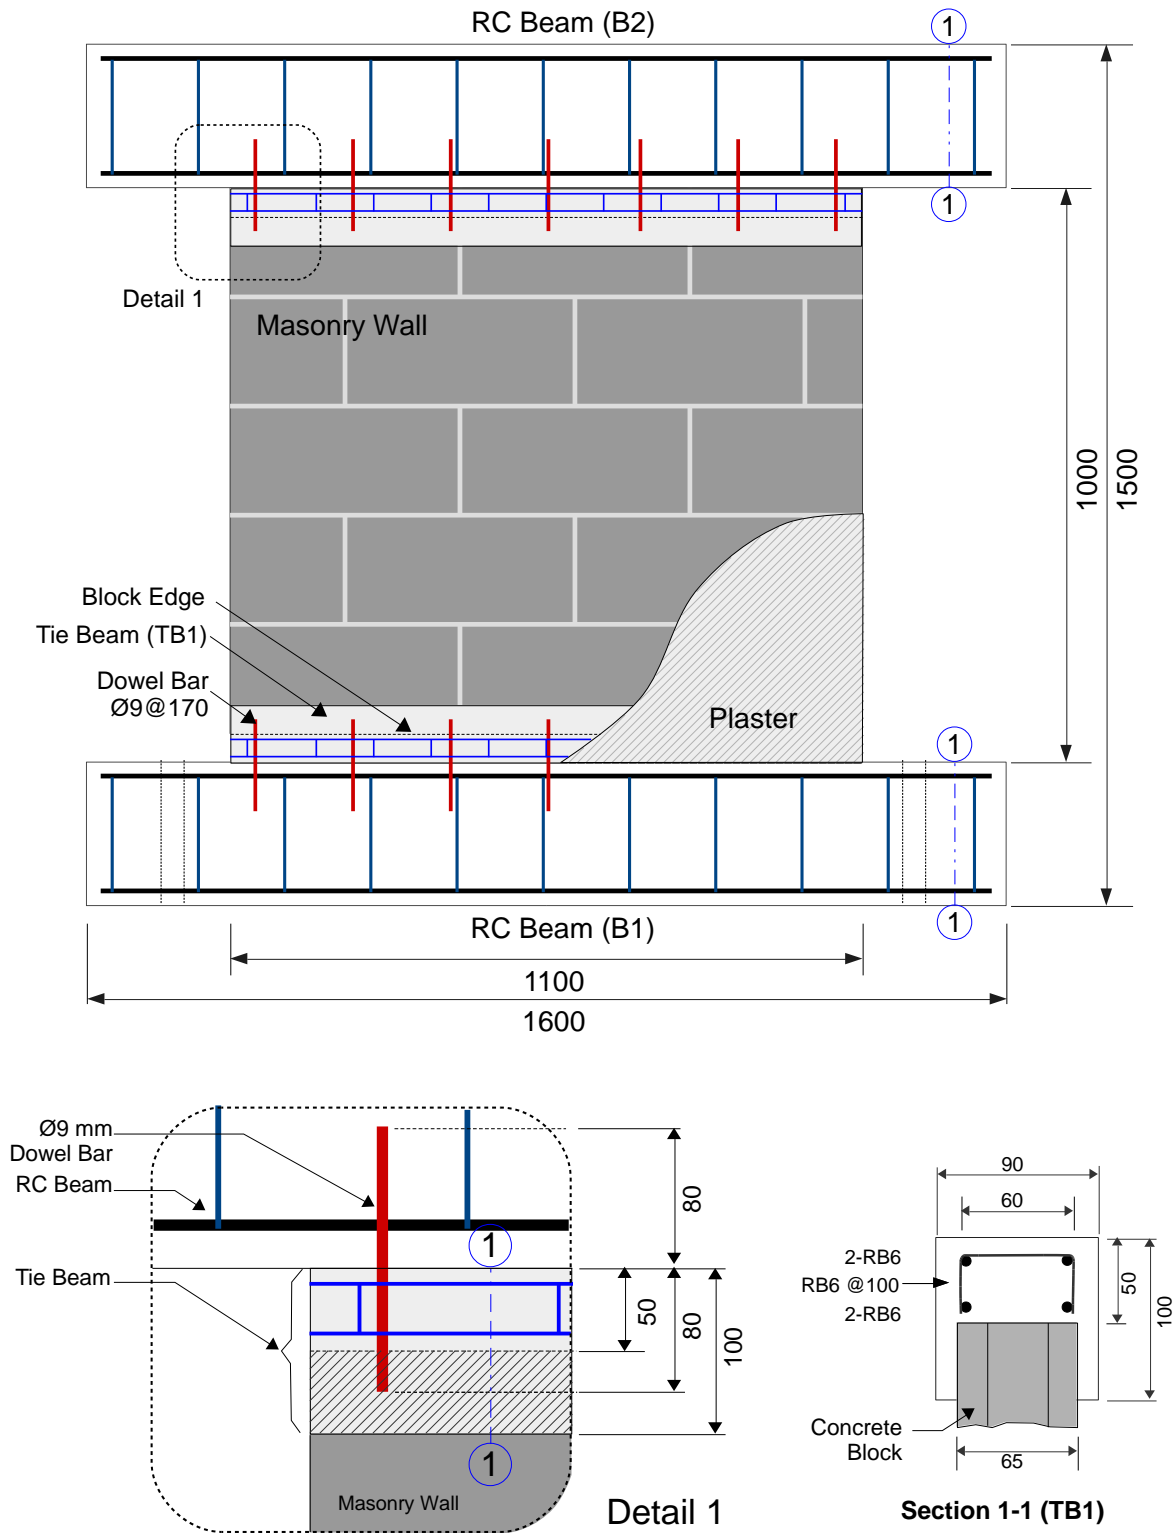 RC Beam (B2)
1
1
Detail 1
Masonry Wall
1000
1500
Block Edge
Tie Beam (TB1)
Dowel Bar
Ø9@170
Plaster
1
1
RC Beam (B1)
1100
1600
Ø9 mm
Dowel Bar
RC Beam
Tie Beam
1
80
50
80
100
1
Masonry Wall
Detail 1
90
60
2-RB6
RB6 @100
2-RB6
50
100
Concrete
Block
65
Section 1-1 (TB1)